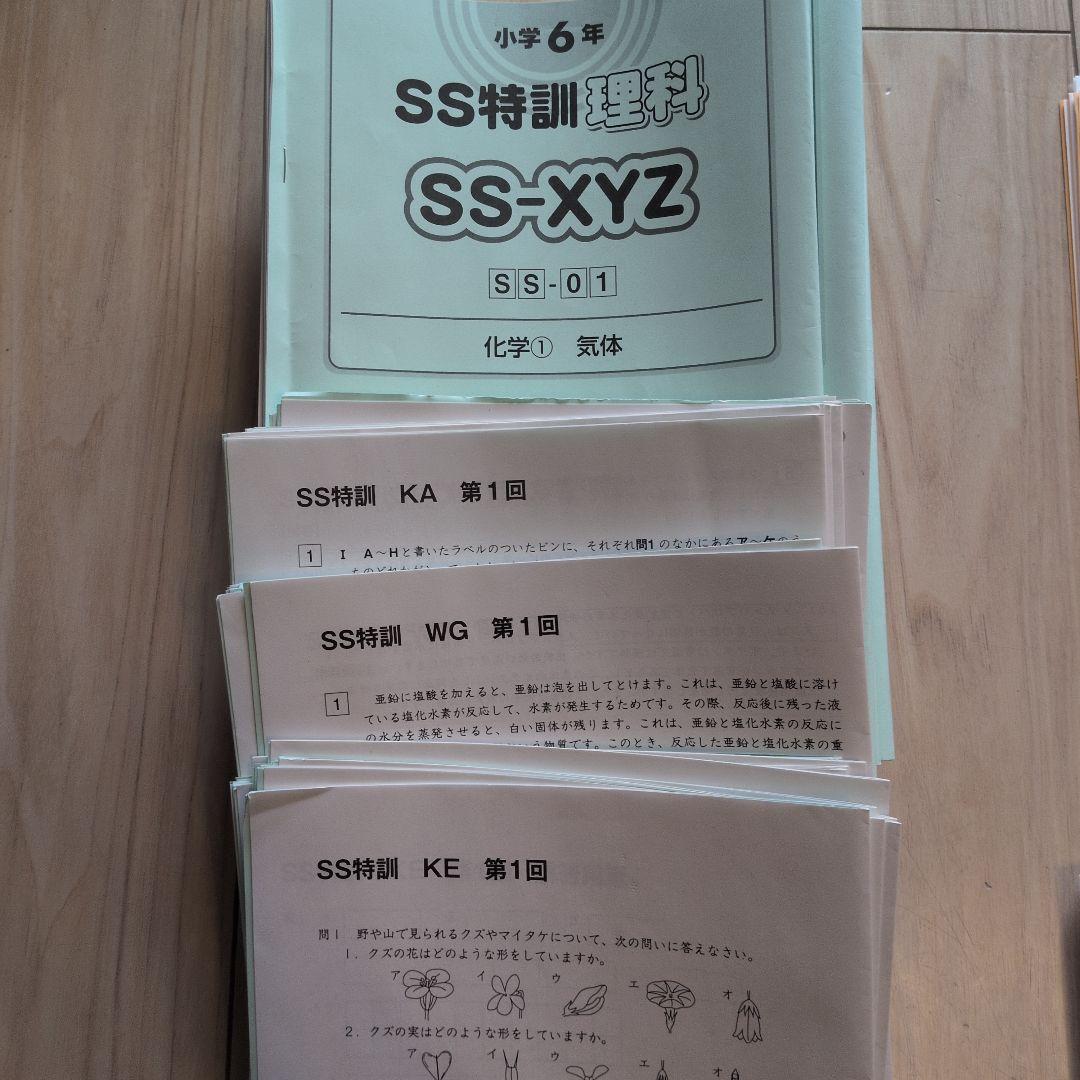 小学6年
SS特訓理科
SS-XYZ
SS-01
化学① 気体
SS特訓 KA 第1回
1 Ⅰ A～Hと書いたラベルのついたビンに、それぞれ問1のなかにあるア～ケのう
SS特訓 WG 第1回
1 亜鉛に塩酸を加えると、亜鉛は泡を出してとけます。これは、亜鉛と塩酸に溶け
ている塩化水素が反応して、水素が発生するためです。その際、反応後に残った液
の水分を蒸発させると、白い固体が残ります。これは、亜鉛と塩化水素の反応に
いう物質です。このとき、反応した亜鉛と塩化水素の重
SS特訓 KE 第1回
問1 野や山で見られるクズやマイタケについて、次の問いに答えなさい。
1．クズの花はどのような形をしていますか。
ア イ ウ エ オ
2．クズの実はどのような形をしていますか。
ア イ ウ エ オ